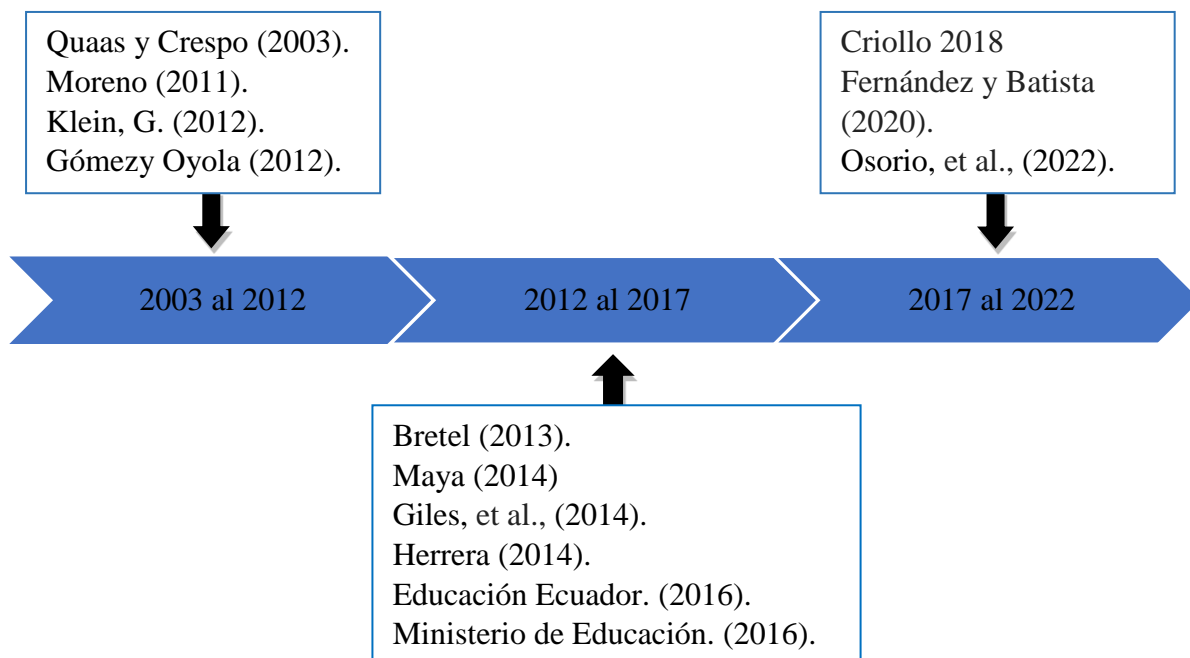 Quaas y Crespo (2003).
Moreno (2011).
Klein, G. (2012).
Gómezy Oyola (2012).
Criollo 2018
Fernández y Batista
(2020).
Osorio, et al., (2022).
2003 al 2012
2012 al 2017
2017 al 2022
Bretel (2013).
Maya (2014)
Giles, et al., (2014).
Herrera (2014).
Educación Ecuador. (2016).
Ministerio de Educación. (2016).